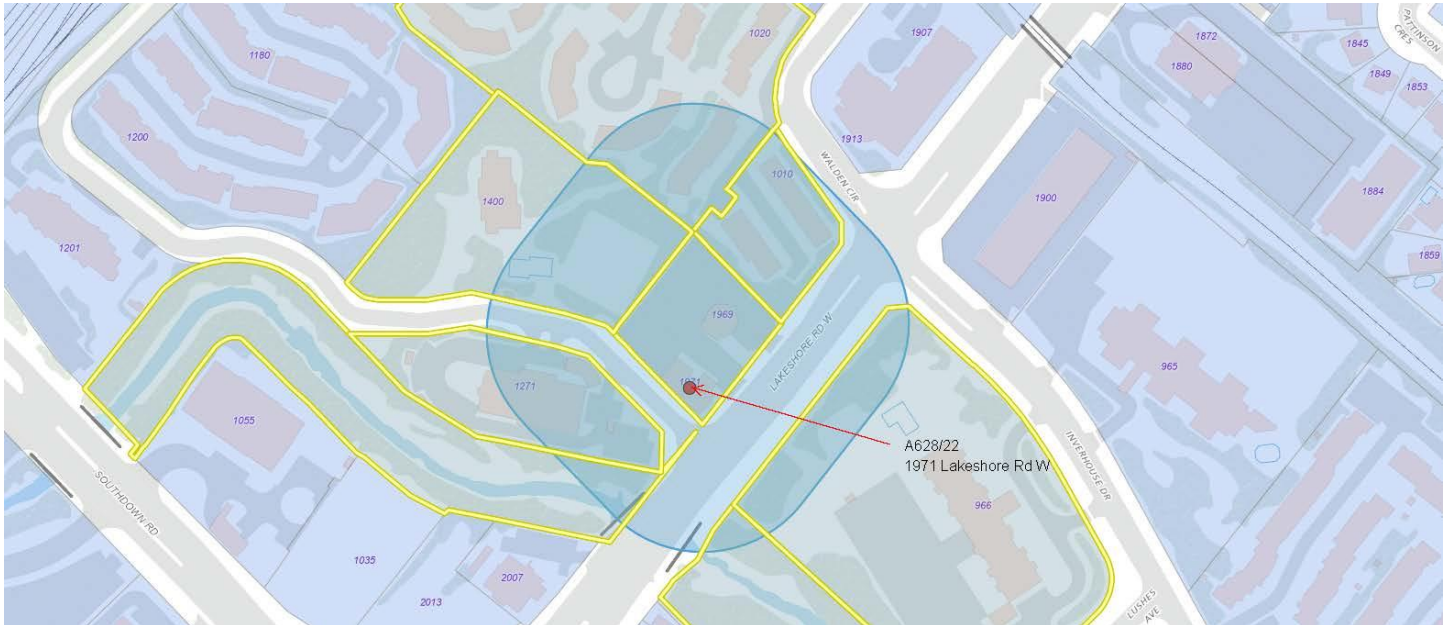 1020
1907
1872
PATTINSON
CRES
1845
1180
1880
1849
1853
1200
1913
WALDEN CIR
1010
1884
1400
1900
1201
1859
1969
LAKESHORE RD W
965
1271
1971
1055
A628/22
1971 Lakeshore Rd W
INVERHOUSE DR
SOUTHDOWN RD
966
1035
2007
2013
LUSHES
AVE